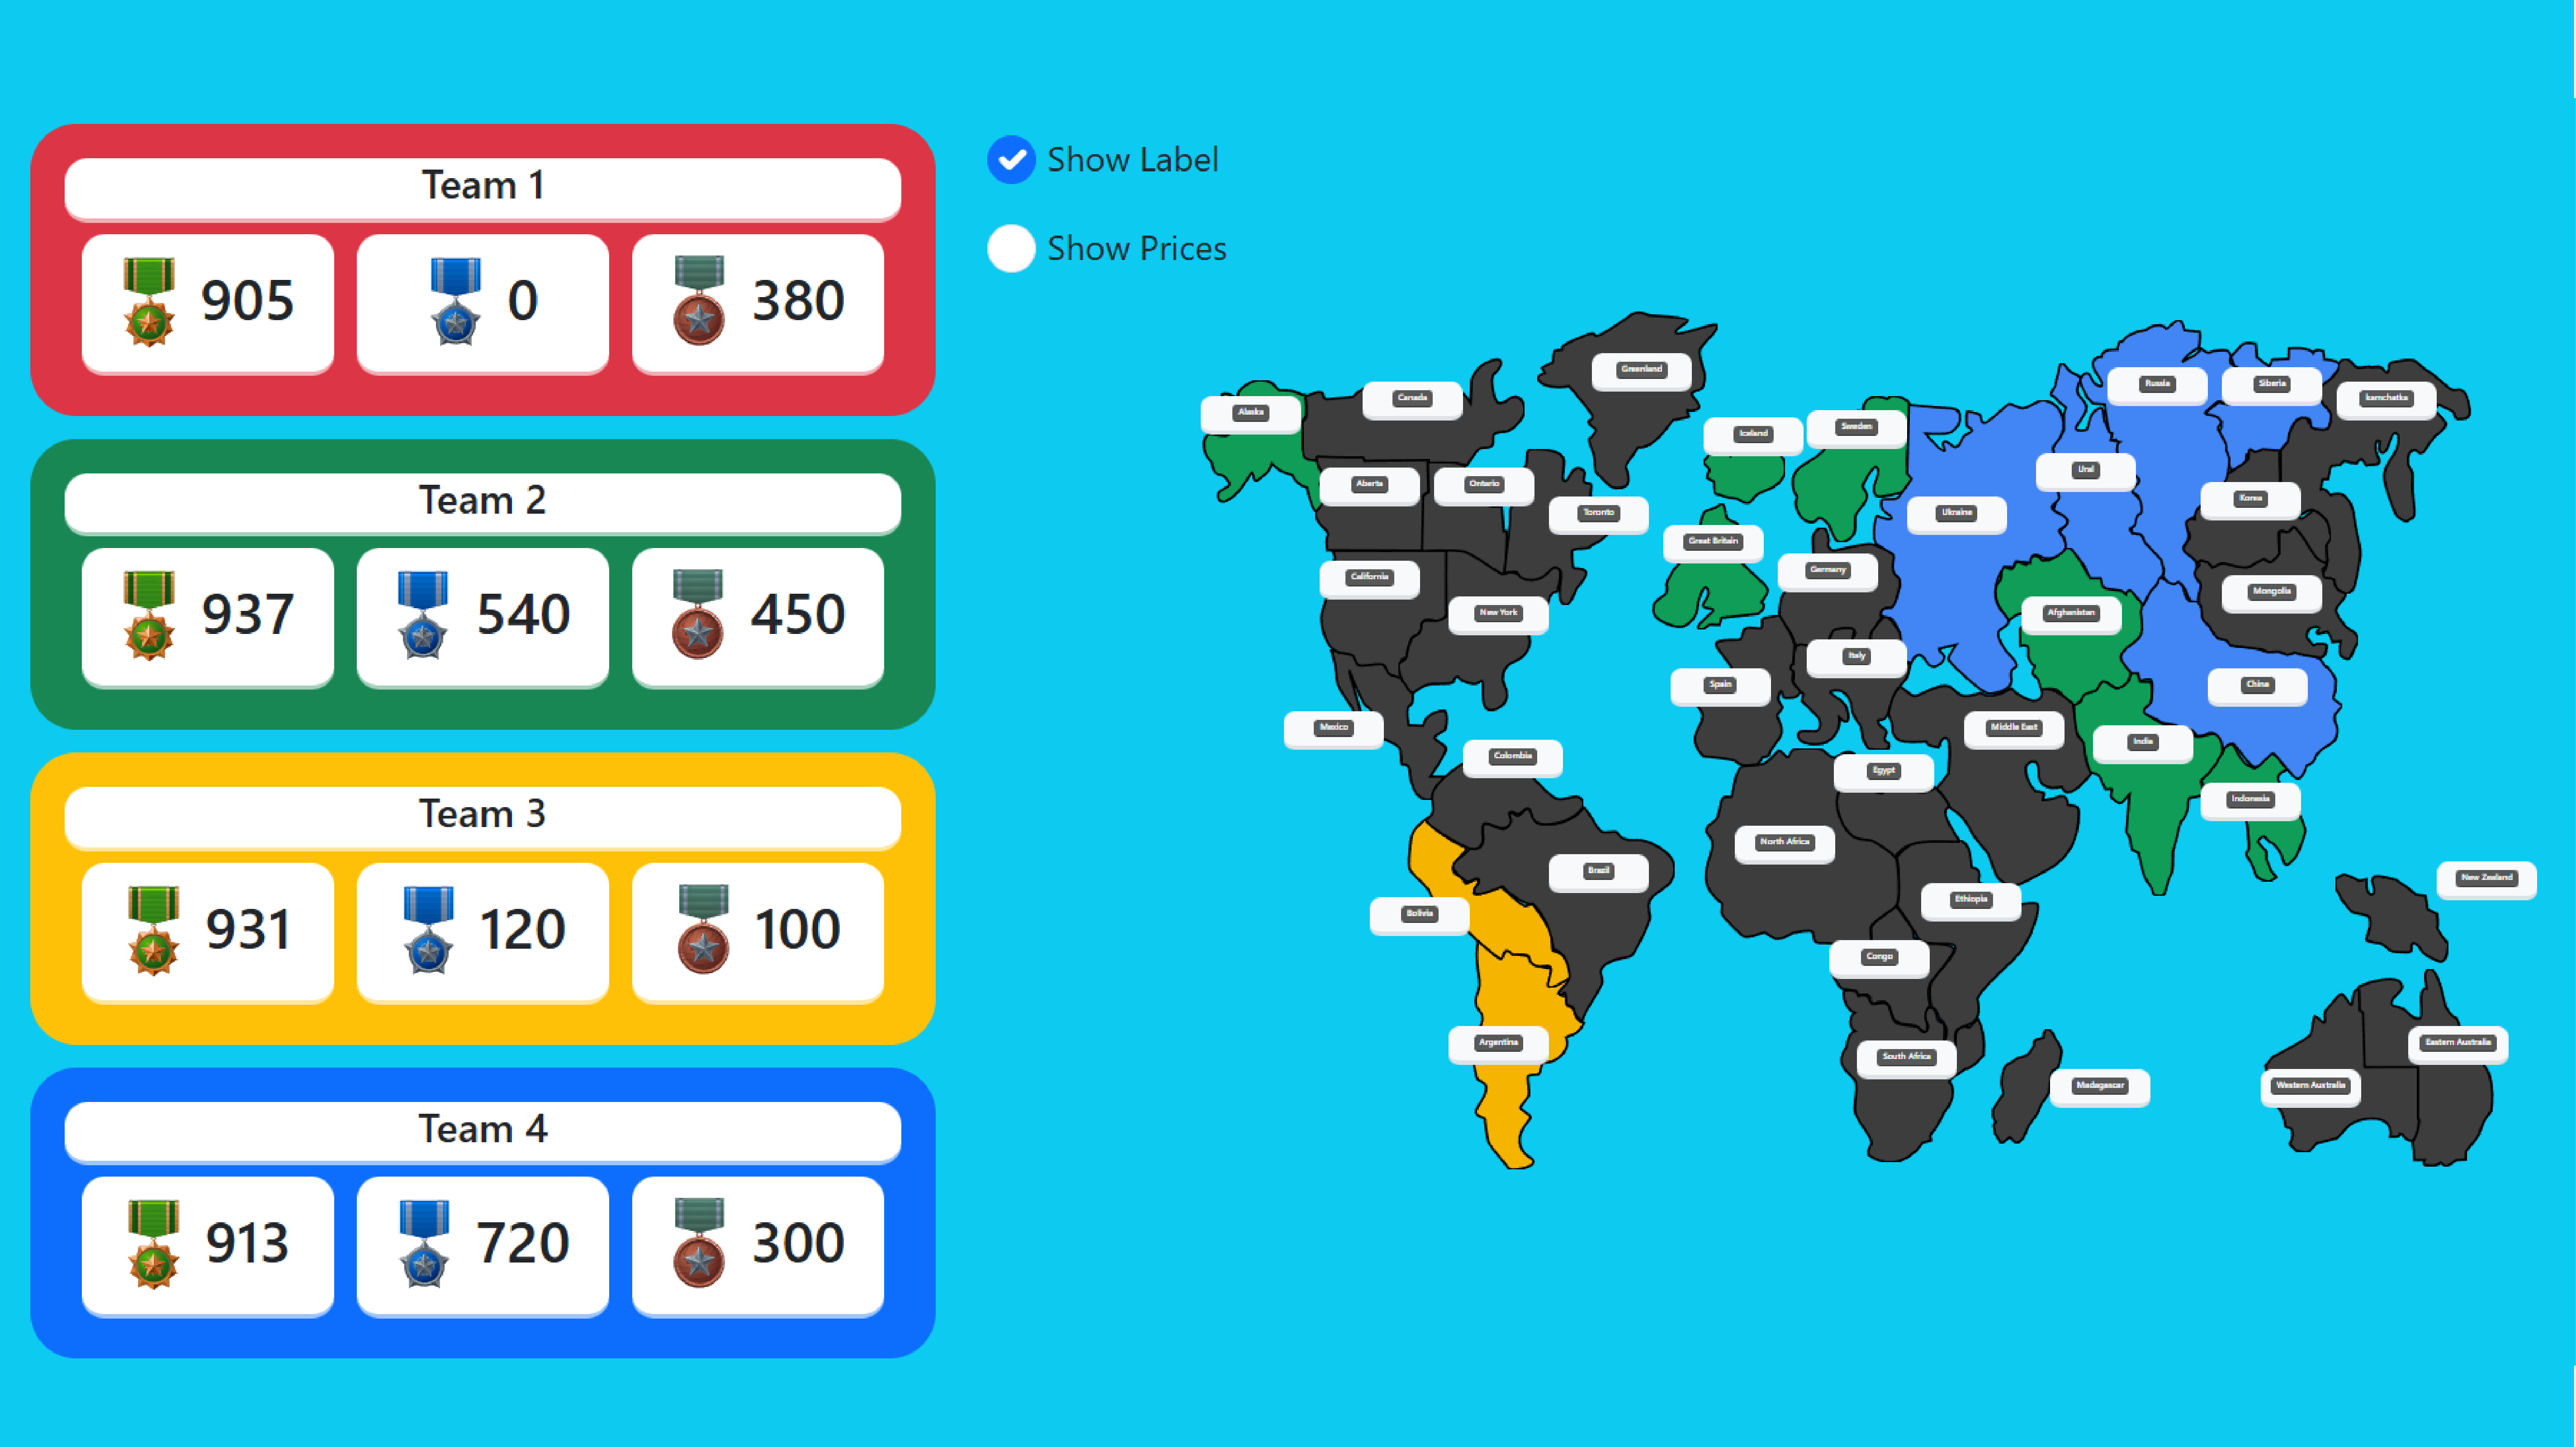 Team 1
905 0 380
Team 2
937 540 450
Team 3
931 120 100
Team 4
913 720 300
Show Label
Show Prices
Greenland
Alaska
Canada
Russia
Siberia
kamchatka
Iceland
Sweden
Aberta
Ontario
Ural
Korea
Toronto
Ukraine
Great Britain
Germany
California
New York
Afghanistan
Mongolia
Italy
Spain
China
Mexico
Middle East
India
Colombia
Egypt
Indonesia
North Africa
Brazil
New Zealand
Ethiopia
Bolivia
Congo
Argentina
Eastern Australia
South Africa
Madagascar
Western Australia